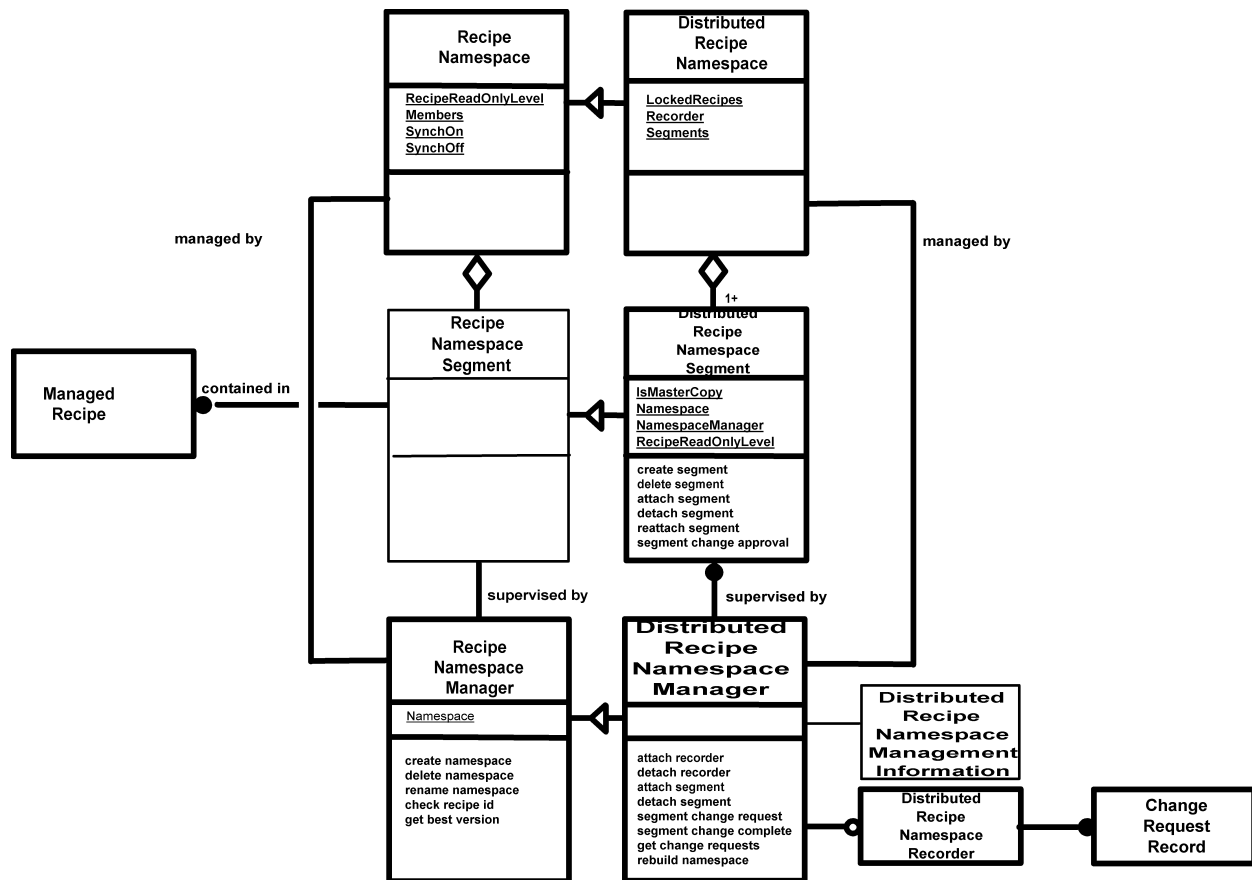 Recipe
Namespace
RecipeReadOnlyLevel
Members
SynchOn
SynchOff
Distributed
Recipe
Namespace
LockedRecipes
Recorder
Segments
managed by
managed by
1+
Recipe
Namespace
Segment
Distributed
Recipe
Namespace
Segment
IsMasterCopy
Namespace
NamespaceManager
RecipeReadOnlyLevel
create segment
delete segment
attach segment
detach segment
reattach segment
segment change approval
Managed
Recipe
contained in
supervised by
supervised by
Recipe
Namespace
Manager
Namespace
create namespace
delete namespace
rename namespace
check recipe id
get best version
Distributed
Recipe
Namespace
Manager
attach recorder
detach recorder
attach segment
detach segment
segment change request
segment change complete
get change requests
rebuild namespace
Distributed
Recipe
Namespace
Management
Information
Distributed
Recipe
Namespace
Recorder
Change
Request
Record